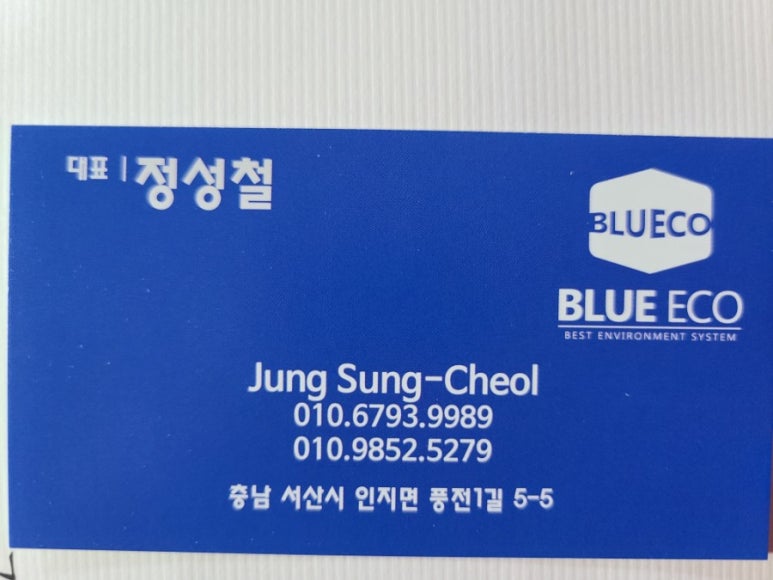 대표 | 정성철
BLUECO
BLUE ECO
BEST ENVIRONMENT SYSTEM
Jung Sung-Cheol
010.6793.9989
010.9852.5279
충남 서산시 인지면 풍전1길 5-5